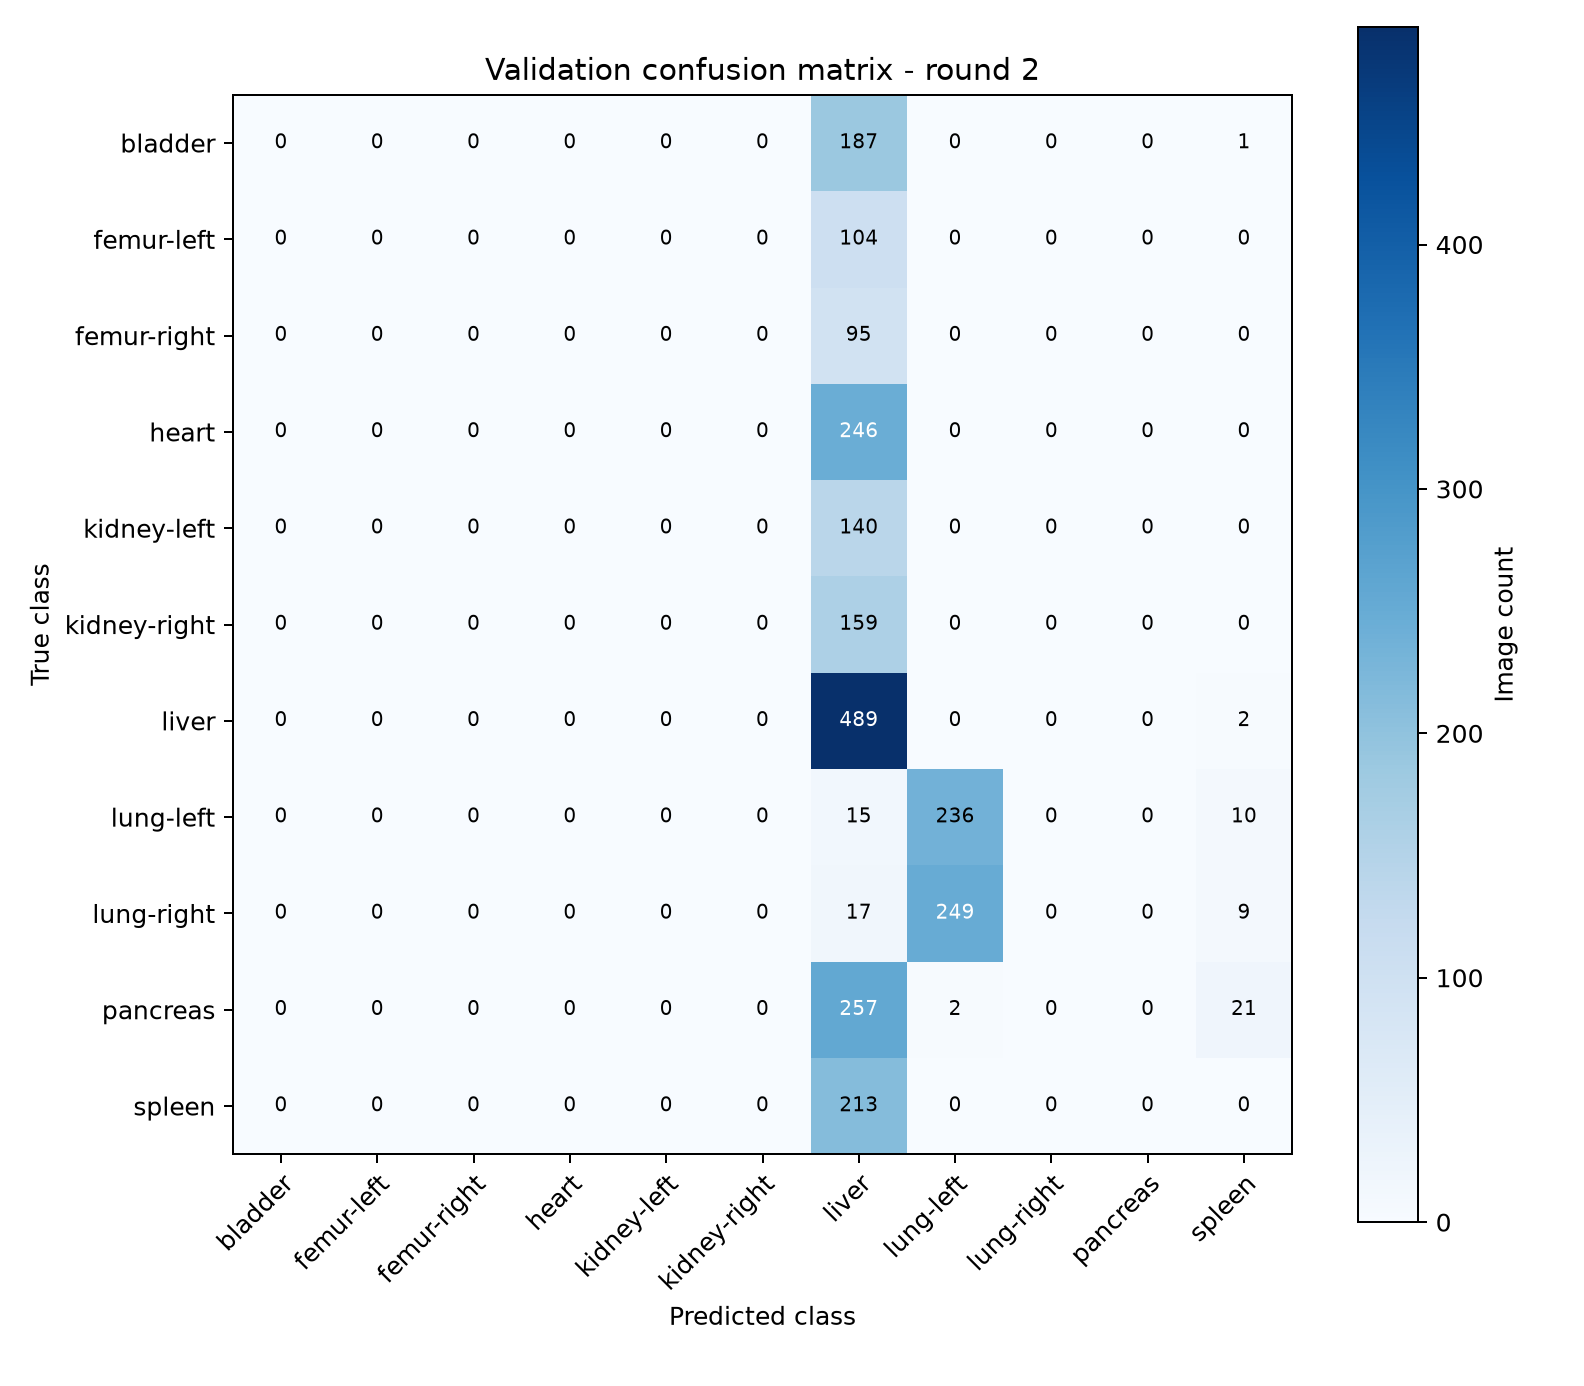 Validation confusion matrix - round 2
bladder 0 0 0 0 0 0 187 0 0 0 1
femur-left 0 0 0 0 0 0 104 0 0 0 0
femur-right 0 0 0 0 0 0 95 0 0 0 0
heart 0 0 0 0 0 0 246 0 0 0 0
kidney-left 0 0 0 0 0 0 140 0 0 0 0
kidney-right 0 0 0 0 0 0 159 0 0 0 0
liver 0 0 0 0 0 0 489 0 0 0 2
lung-left 0 0 0 0 0 0 15 236 0 0 10
lung-right 0 0 0 0 0 0 17 249 0 0 9
pancreas 0 0 0 0 0 0 257 2 0 0 21
spleen 0 0 0 0 0 0 213 0 0 0 0
True class
bladder femur-left femur-right heart kidney-left kidney-right liver lung-left lung-right pancreas spleen
Predicted class
400
300
200
100
0
Image count